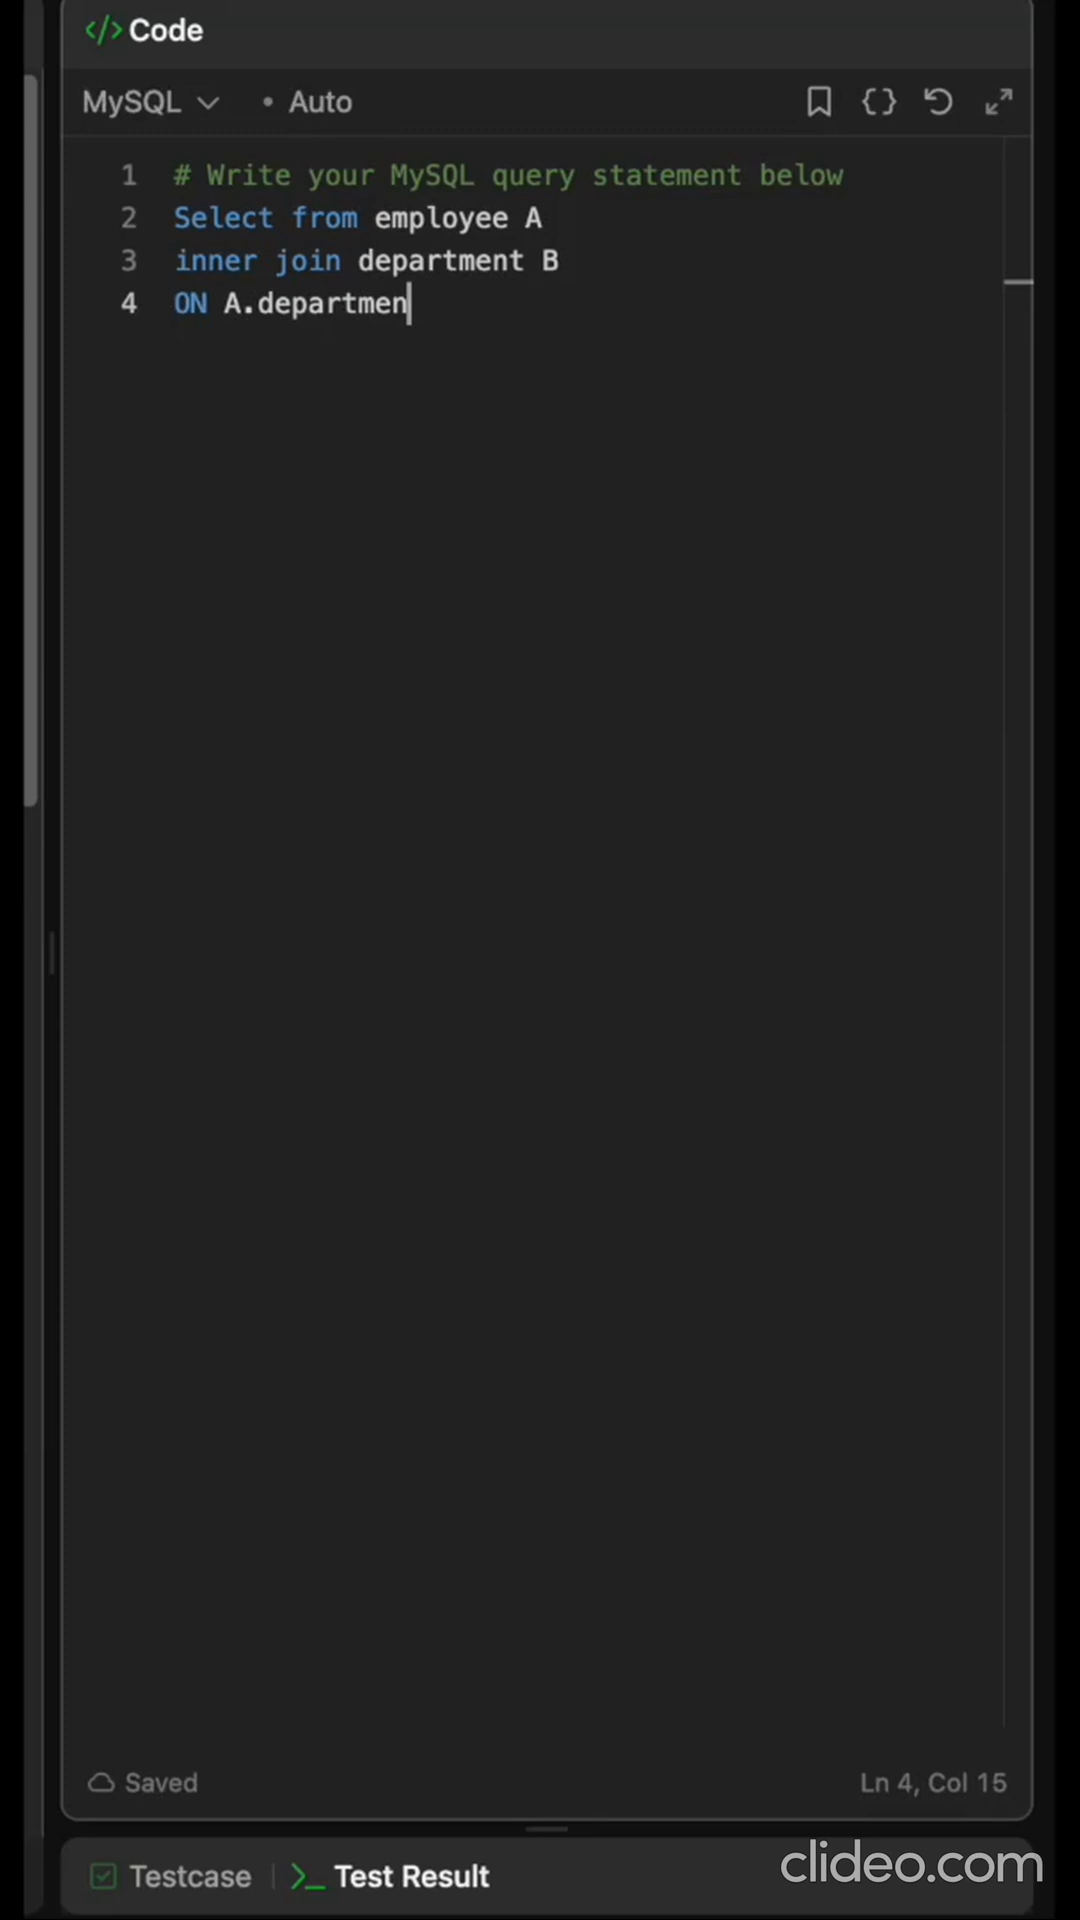 </> Code
MySQL • Auto
1 # Write your MySQL query statement below
2 Select from employee A
3 inner join department B
4 ON A.departmen
Saved Ln 4, Col 15
Testcase >_ Test Result
clideo.com